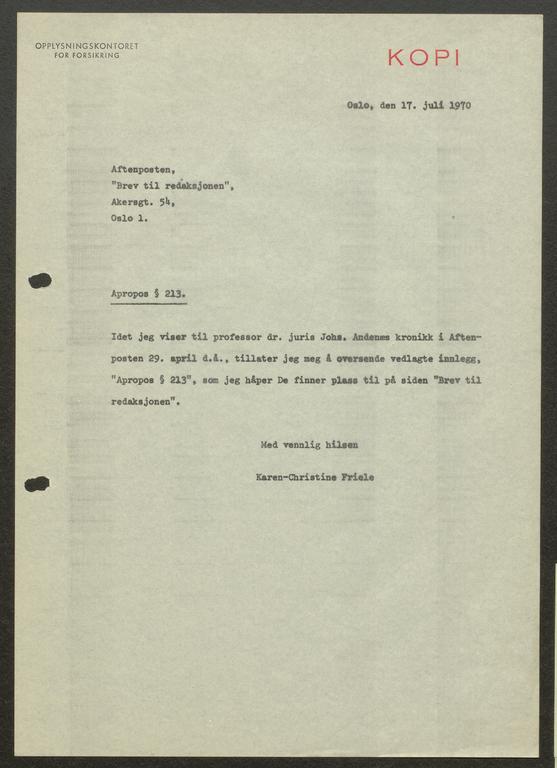 OPPLYSNINGSKONTORET
FOR FORSIKRING
KOPI
Oslo, den 17. juli 1970
Aftenposten,
"Brev til redaksjonen",
Akersgt. 54,
Oslo 1.
Apropos § 213.
Idet jeg viser til professor dr. juris Johs. Andenæs kronikk i Aften-
posten 29. april d.å., tillater jeg meg å oversende vedlagte innlegg,
"Apropos § 213", som jeg håper De finner plass til på siden "Brev til
redaksjonen".
Med vennlig hilsen
Karen-Christine Friele